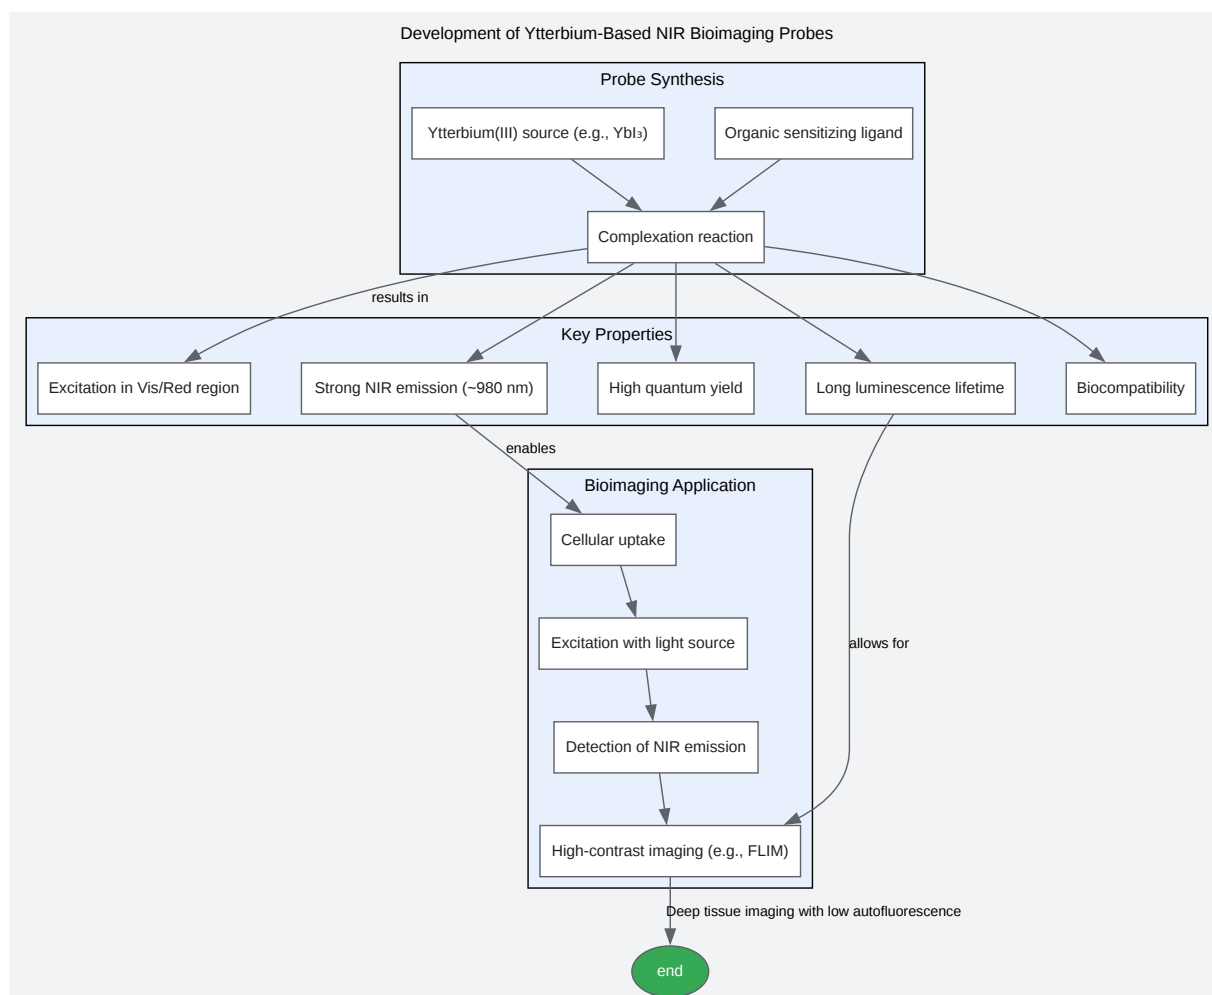 Development of Ytterbium-Based NIR Bioimaging Probes
Probe Synthesis
Ytterbium(III) source (e.g., YbI₃)
Organic sensitizing ligand
Complexation reaction
results in
Key Properties
Excitation in Vis/Red region
Strong NIR emission (~980 nm)
High quantum yield
Long luminescence lifetime
Biocompatibility
enables
Bioimaging Application
Cellular uptake
Excitation with light source
allows for
Detection of NIR emission
High-contrast imaging (e.g., FLIM)
Deep tissue imaging with low autofluorescence
end